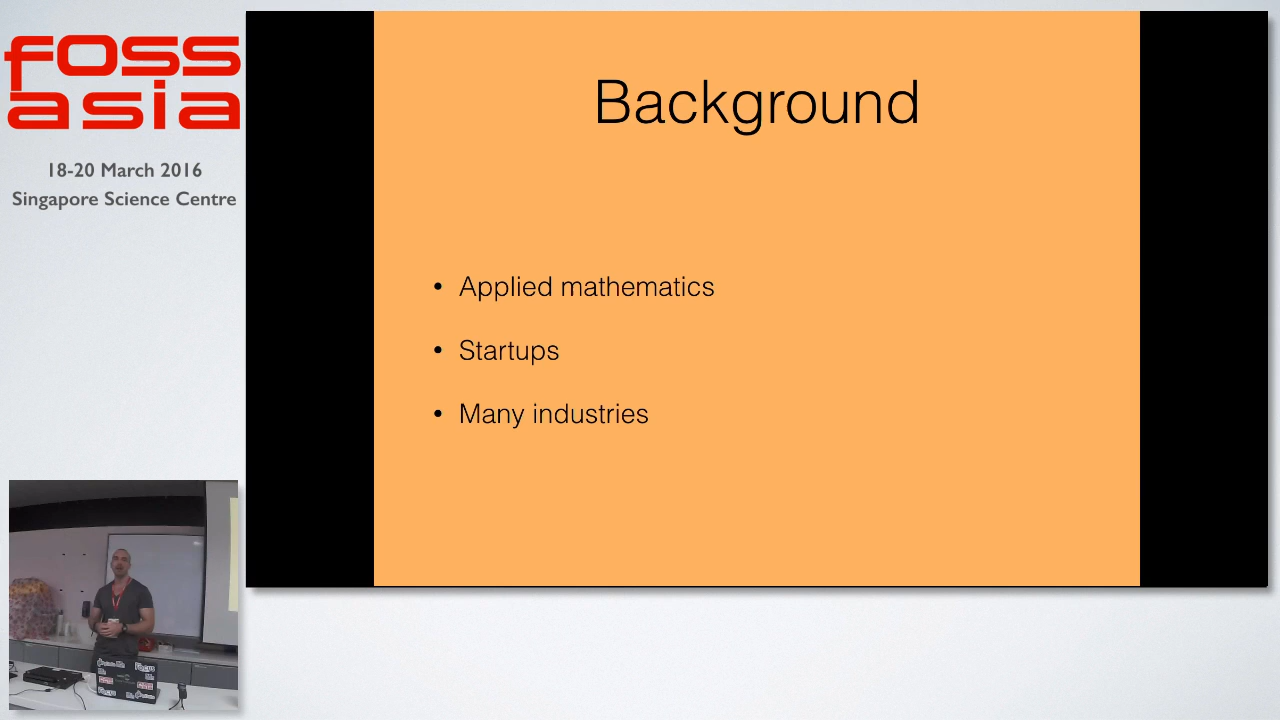 fOSS
asia
18-20 March 2016
Singapore Science Centre
Background
• Applied mathematics
• Startups
• Many industries